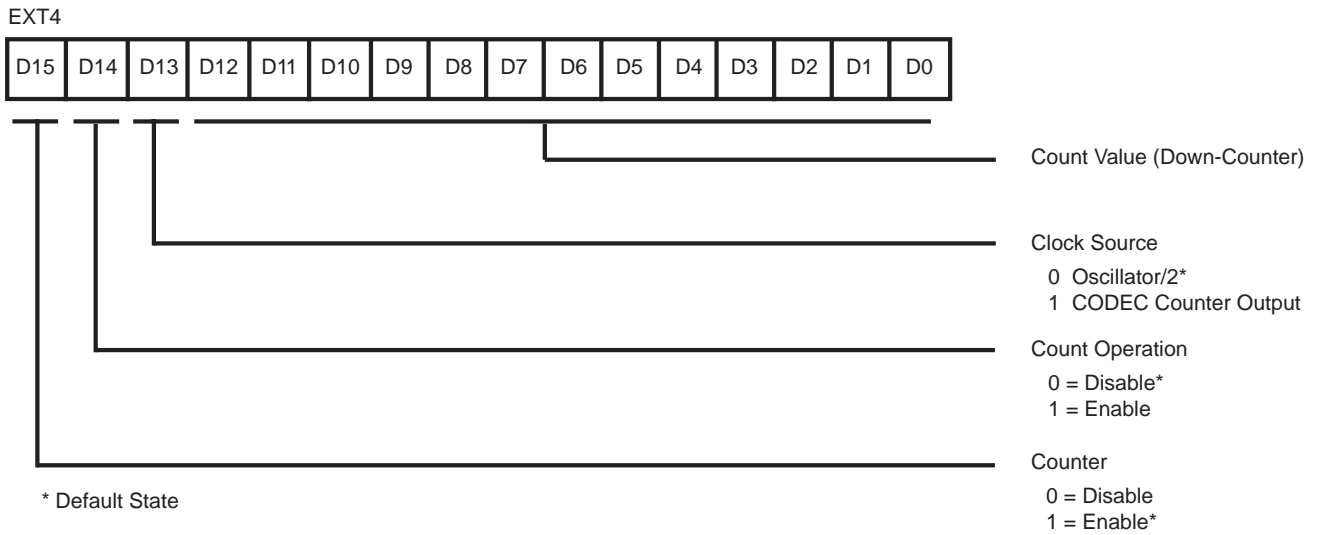 EXT4
D15 D14 D13 D12 D11 D10 D9 D8 D7 D6 D5 D4 D3 D2 D1 D0
Count Value (Down-Counter)
Clock Source
0 Oscillator/2*
1 CODEC Counter Output
Count Operation
0 = Disable*
1 = Enable
Counter
0 = Disable
1 = Enable*
* Default State